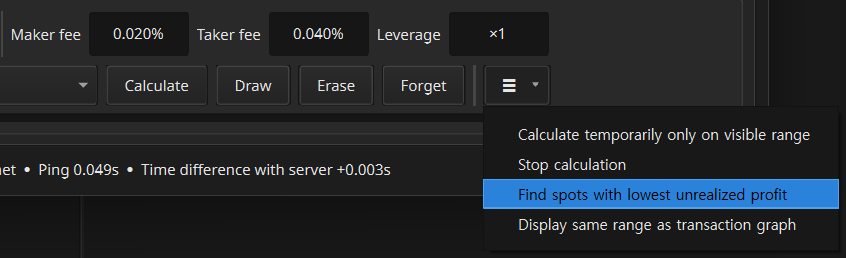 Maker fee 0.020% Taker fee 0.040% Leverage ×1
Calculate Draw Erase Forget
Calculate temporarily only on visible range
Stop calculation
• Ping 0.049s • Time difference with server +0.003s
Find spots with lowest unrealized profit
Display same range as transaction graph